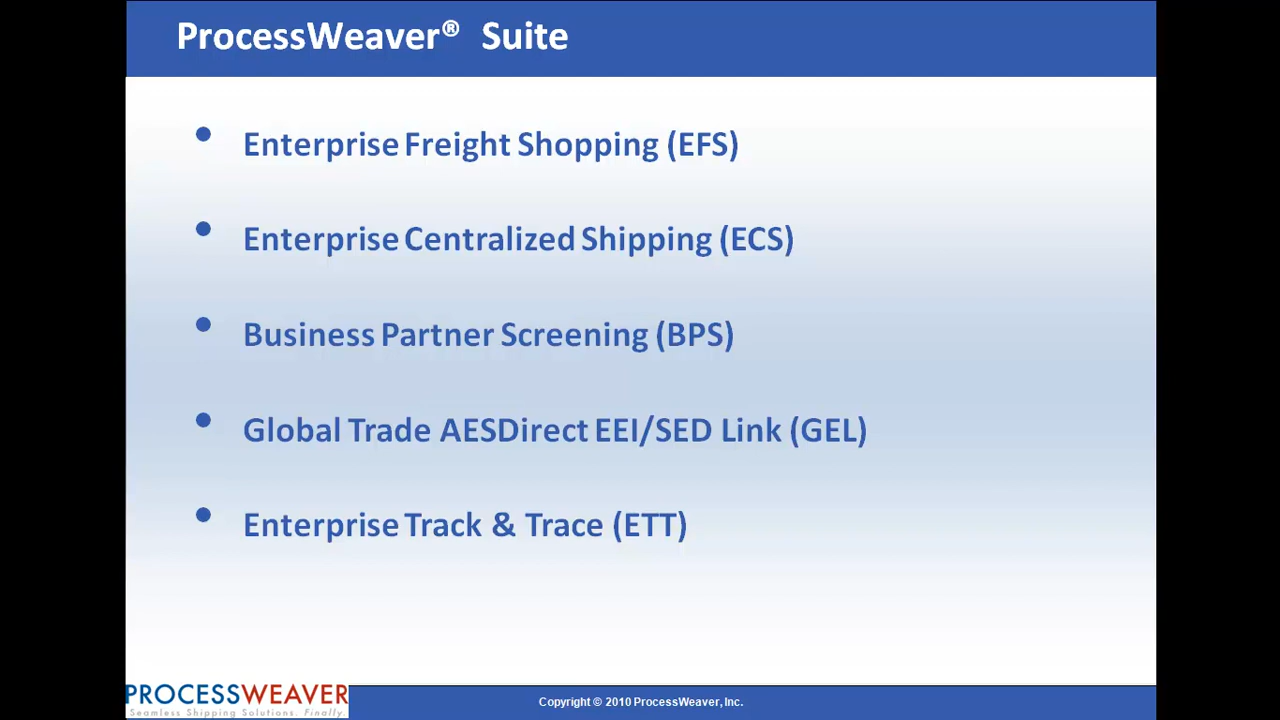 ProcessWeaver® Suite
• Enterprise Freight Shopping (EFS)
• Enterprise Centralized Shipping (ECS)
• Business Partner Screening (BPS)
• Global Trade AESDirect EEI/SED Link (GEL)
• Enterprise Track & Trace (ETT)
PROCESSWEAVER
Seamless Shipping Solutions. Finally.
Copyright © 2010 ProcessWeaver, Inc.